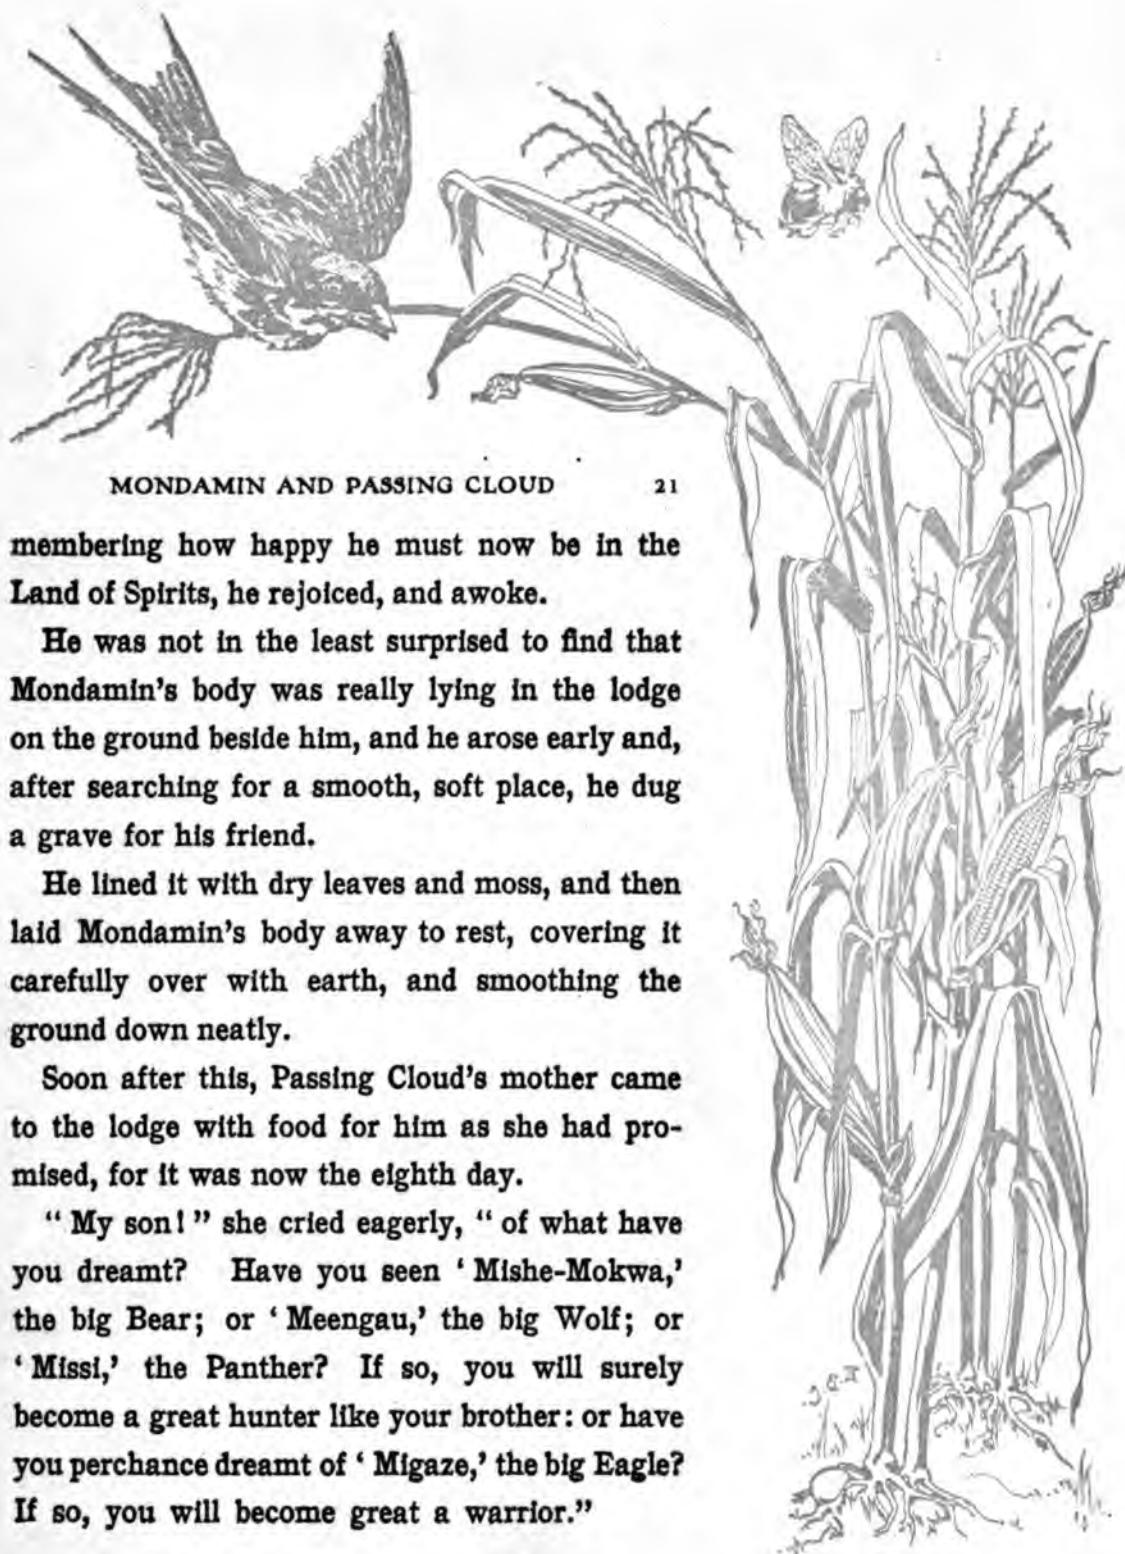 MONDAMIN AND PASSING CLOUD 21
membering how happy he must now be in the
Land of Spirits, he rejoiced, and awoke.
He was not in the least surprised to find that
Mondamin's body was really lying in the lodge
on the ground beside him, and he arose early and,
after searching for a smooth, soft place, he dug
a grave for his friend.
He lined it with dry leaves and moss, and then
laid Mondamin's body away to rest, covering it
carefully over with earth, and smoothing the
ground down neatly.
Soon after this, Passing Cloud's mother came
to the lodge with food for him as she had pro-
mised, for it was now the eighth day.
" My son! " she cried eagerly, " of what have
you dreamt? Have you seen ' Mishe-Mokwa,'
the big Bear; or ' Meengau,' the big Wolf; or
' Missi,' the Panther? If so, you will surely
become a great hunter like your brother: or have
you perchance dreamt of ' Migaze,' the big Eagle?
If so, you will become great a warrior."